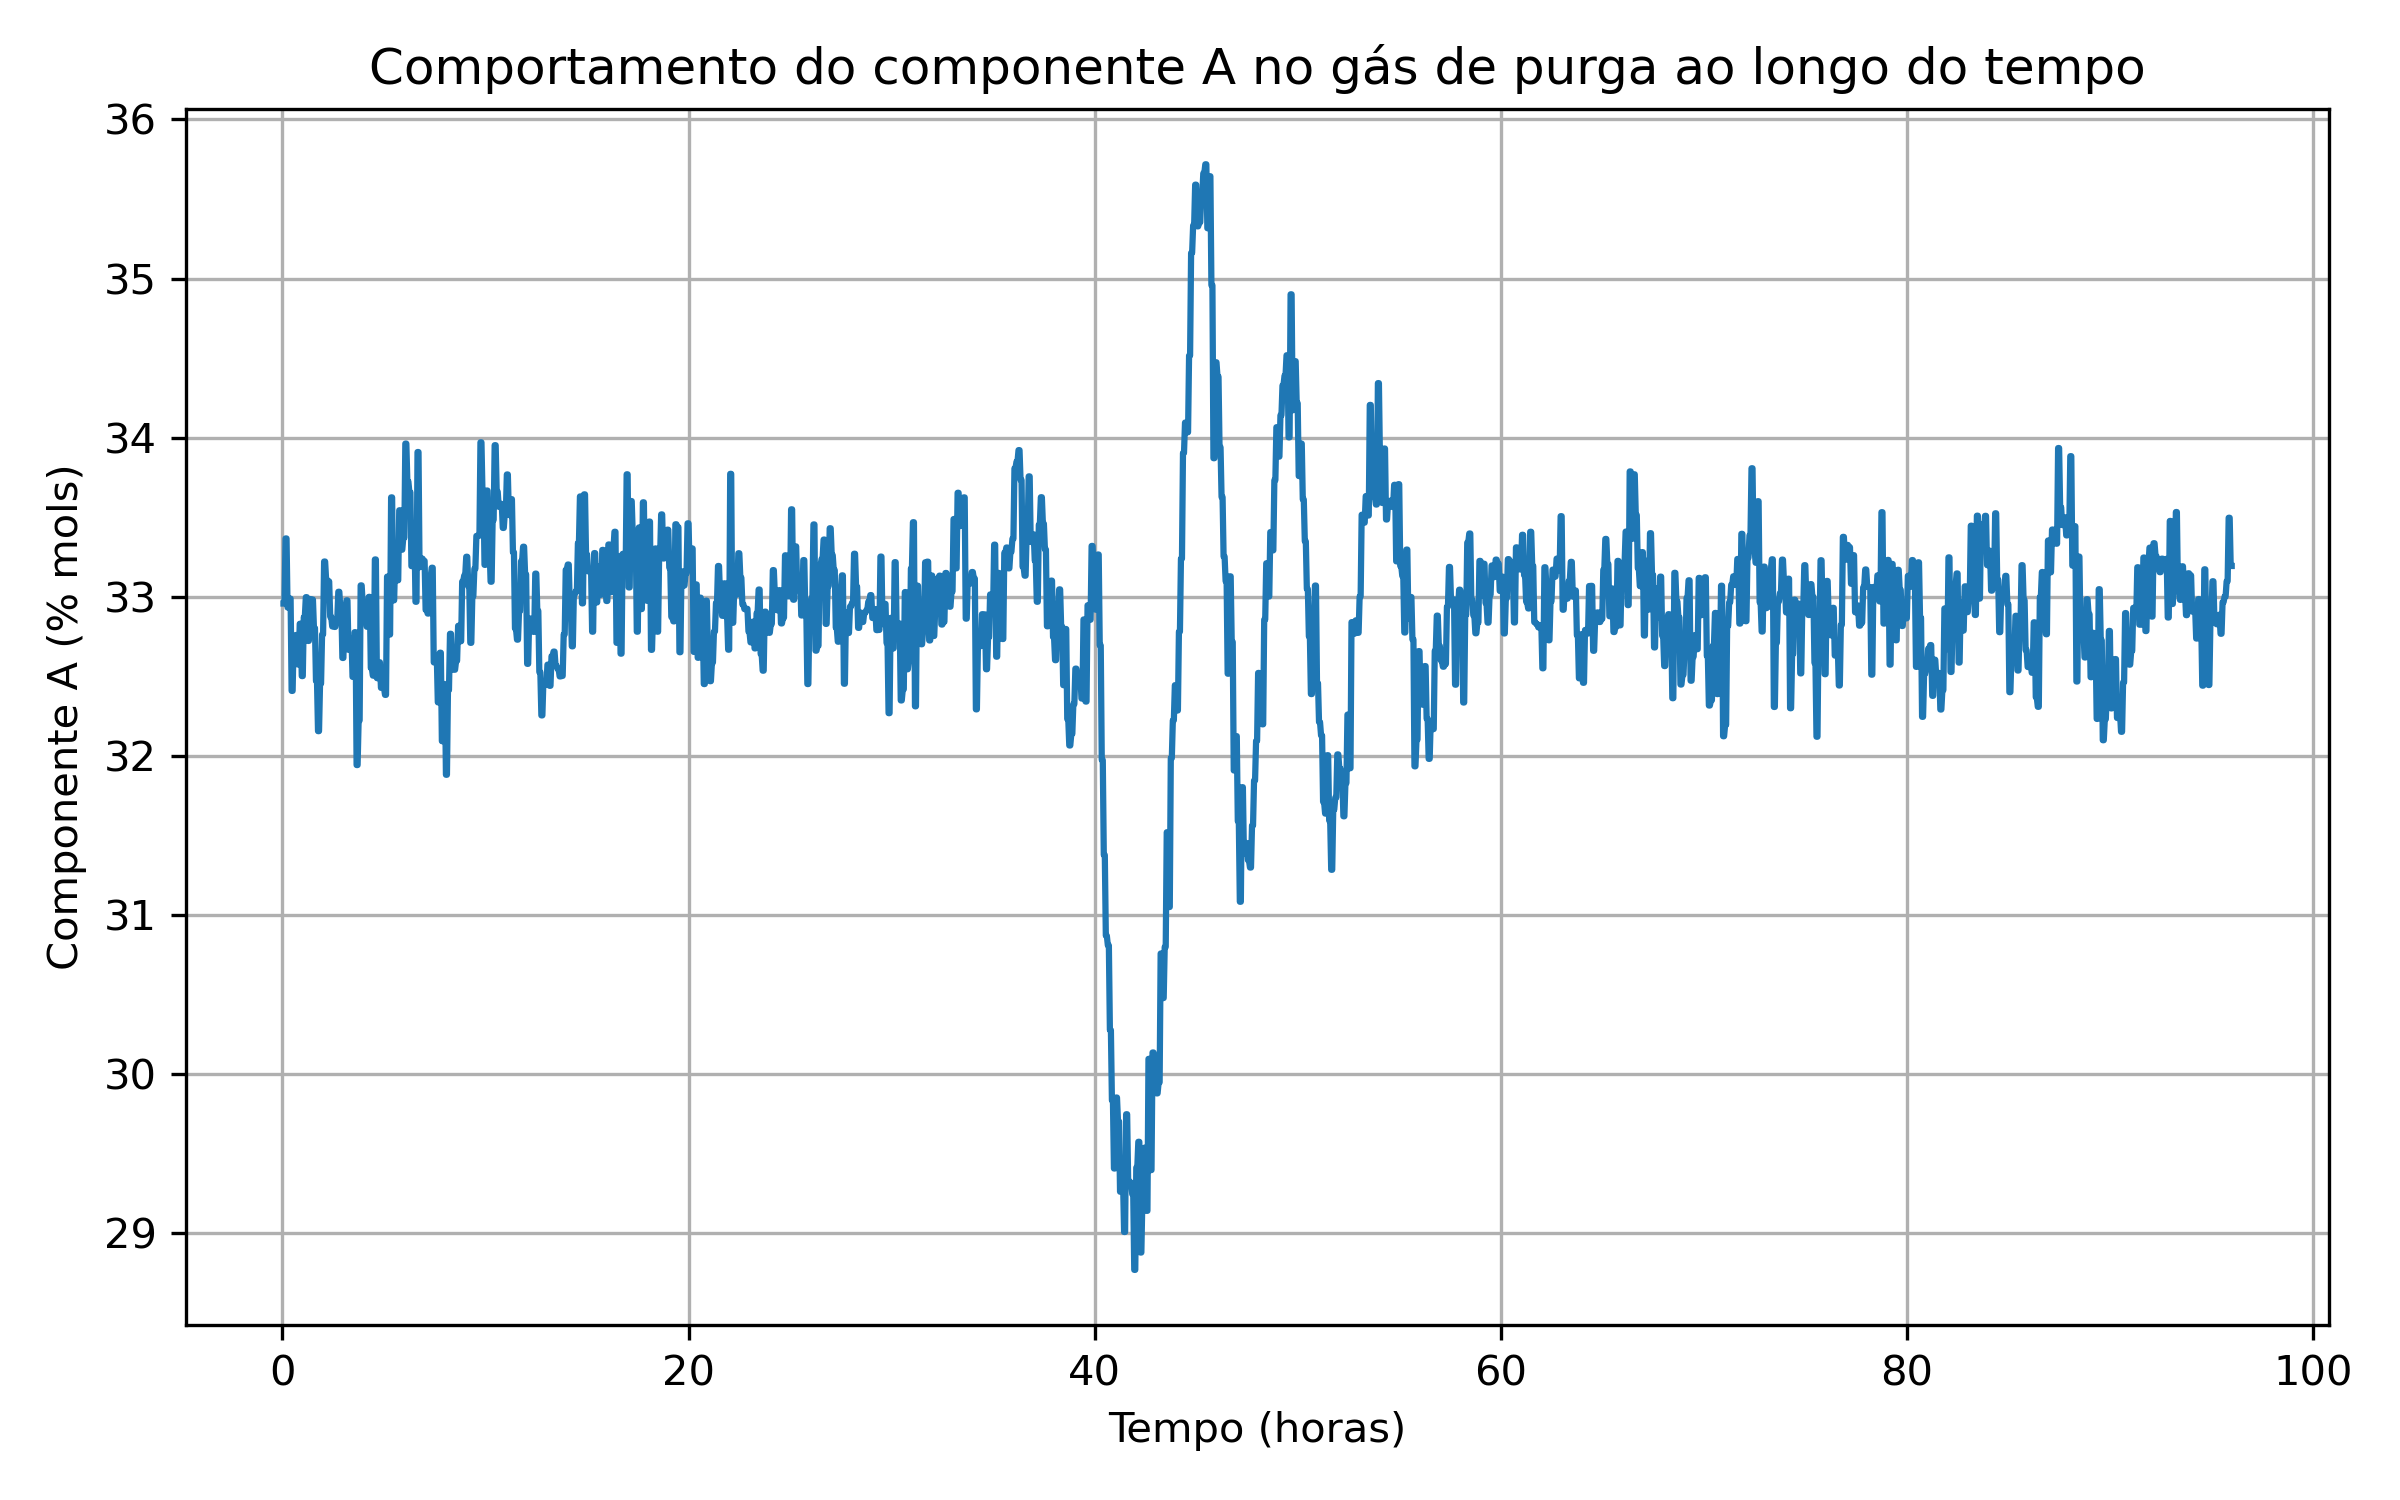 Comportamento do componente A no gás de purga ao longo do tempo
36
35
34
33
32
31
30
29
Componente A (% mols)
0 20 40 60 80 100
Tempo (horas)